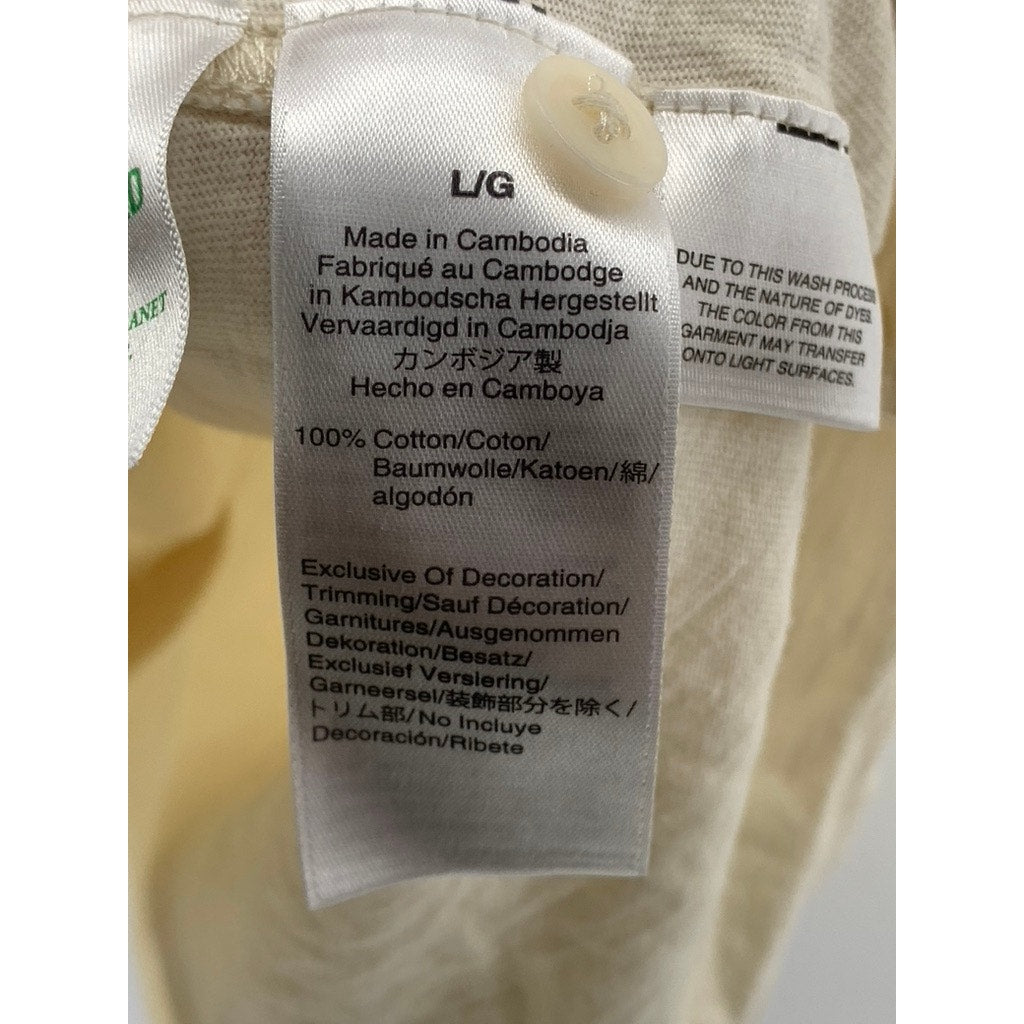 L/G
Made in Cambodia
Fabriqué au Cambodge
in Kambodscha Hergestellt
Vervaardigd in Cambodja
カンボジア製
Hecho en Camboya
100% Cotton/Coton/
Baumwolle/Katoen/綿/
algodón
Exclusive Of Decoration/
Trimming/Sauf Décoration/
Garnitures/Ausgenommen
Dekoration/Besatz/
Exclusief Versiering/
Garneersel/装飾部分を除く/
トリム部/No Incluye
Decoración/Ribete
DUE TO THIS WASH PROCESS
AND THE NATURE OF DYES.
THE COLOR FROM THIS
GARMENT MAY TRANSFER
ONTO LIGHT SURFACES.